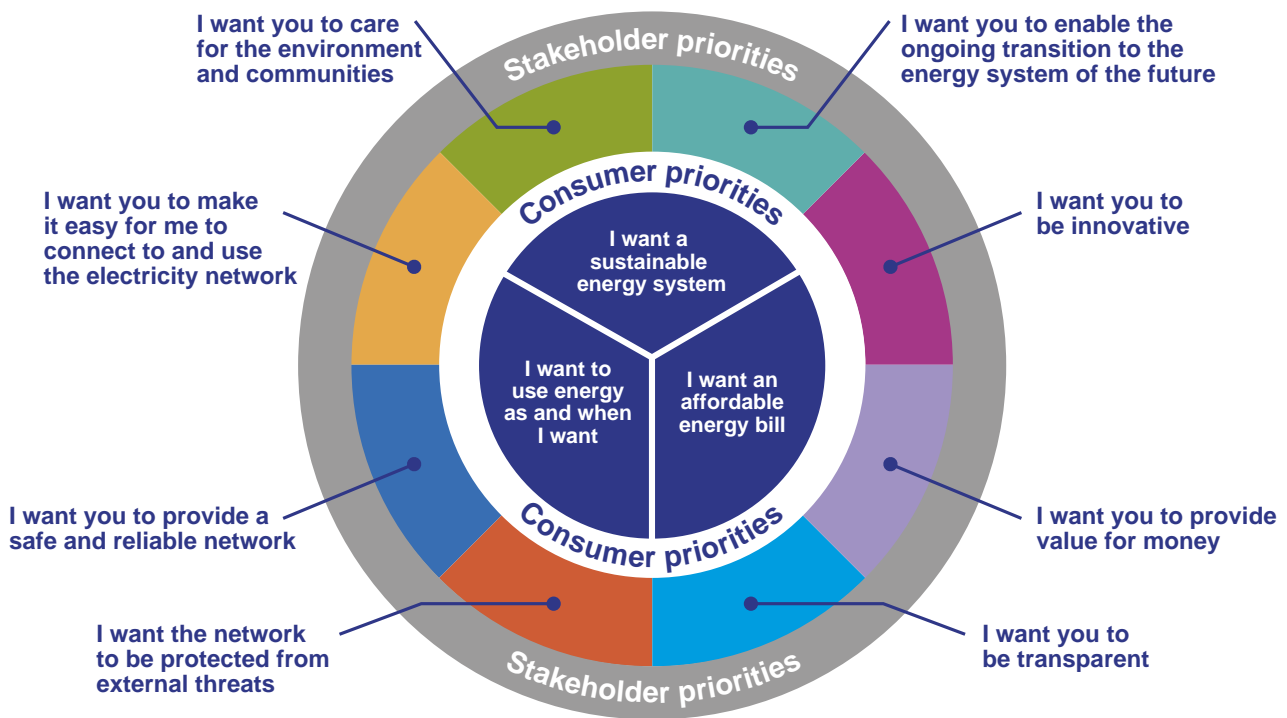 I want you to care
for the environment
and communities
Stakeholder priorities
I want you to enable the
ongoing transition to the
energy system of the future
I want you to make
it easy for me to
connect to and use
the electricity network
Consumer priorities
I want a
sustainable
energy system
I want you to
be innovative
I want to
use energy
as and when
I want
I want an
affordable
energy bill
I want you to provide a
safe and reliable network
Consumer priorities
I want you to provide
value for money
I want the network
to be protected from
external threats
Stakeholder priorities
I want you to
be transparent